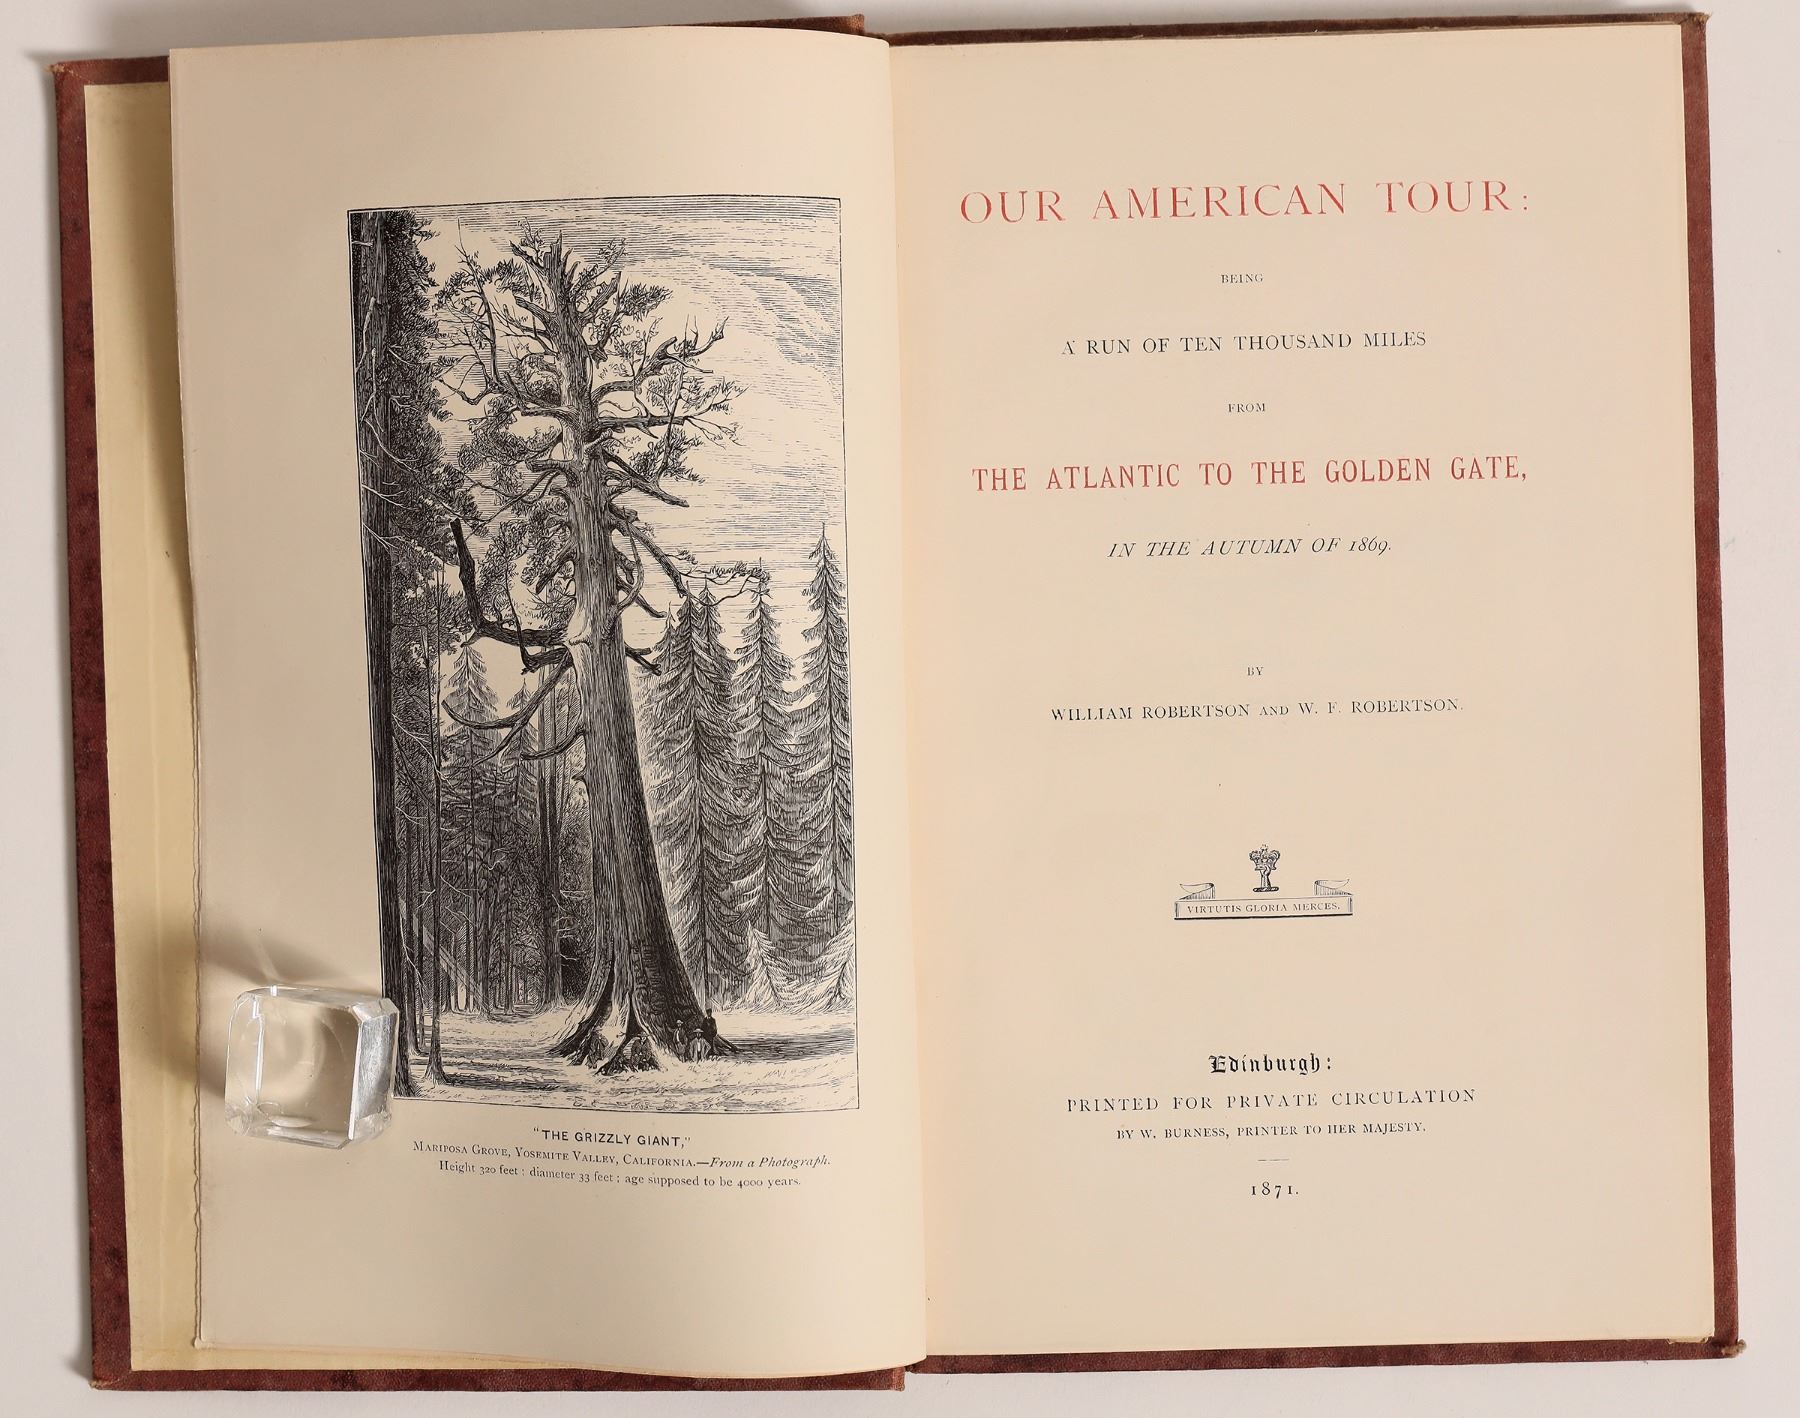 "THE GRIZZLY GIANT,"
MARIPOSA GROVE, YOSEMITE VALLEY, CALIFORNIA.—From a Photograph.
Height 320 feet : diameter 33 feet ; age supposed to be 4000 years.
OUR AMERICAN TOUR:
BEING
A RUN OF TEN THOUSAND MILES
FROM
THE ATLANTIC TO THE GOLDEN GATE,
IN THE AUTUMN OF 1869.
BY
WILLIAM ROBERTSON AND W. F. ROBERTSON.
VIRTUTIS GLORIA MERCES.
Edinburgh:
PRINTED FOR PRIVATE CIRCULATION
BY W. BURNESS, PRINTER TO HER MAJESTY.
1871.